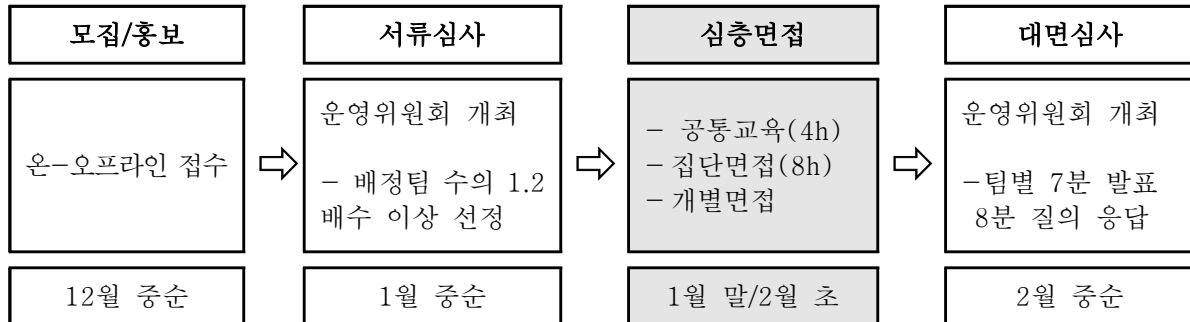 모집/홍보
서류심사
심층면접
대면심사
온-오프라인 접수
운영위원회 개최
- 배정팀 수의 1.2
배수 이상 선정
- 공통교육(4h)
- 집단면접(8h)
- 개별면접
운영위원회 개최
-팀별 7분 발표
8분 질의 응답
12월 중순
1월 중순
1월 말/2월 초
2월 중순